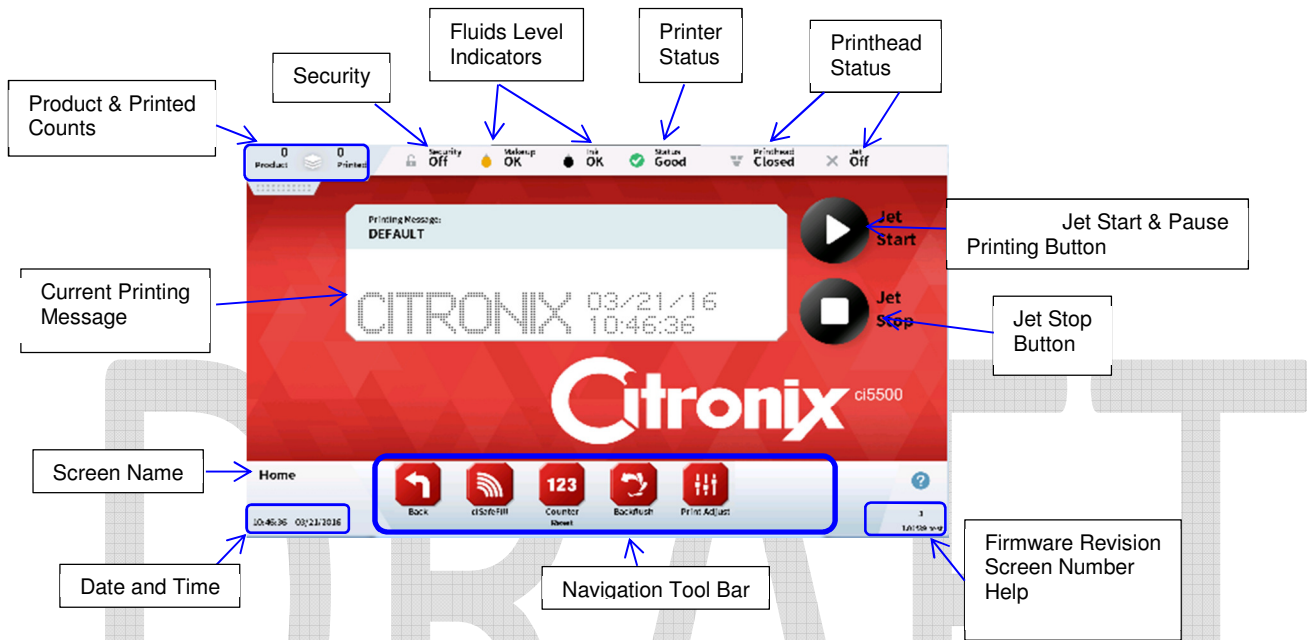 Fluids Level
Indicators
Printer
Status
Printhead
Status
Security
Product & Printed
Counts
0
Product
0
Printed
Security
Off
Makeup
OK
Ink
OK
Status
Good
Printhead
Closed
Jet
Off
Printing Message:
DEFAULT
CITRONIX
03/21/16
10:46:36
Jet
Start
Jet
Stop
Jet Start & Pause
Printing Button
Current Printing
Message
Jet Stop
Button
Citronix
ci5500
Screen Name
Home
Back
ciSafeFill
123
Counter
Reset
Backflush
Print Adjust
?
10:46:36 03/21/2016
Date and Time
Navigation Tool Bar
Firmware Revision
Screen Number
Help
DRAFT